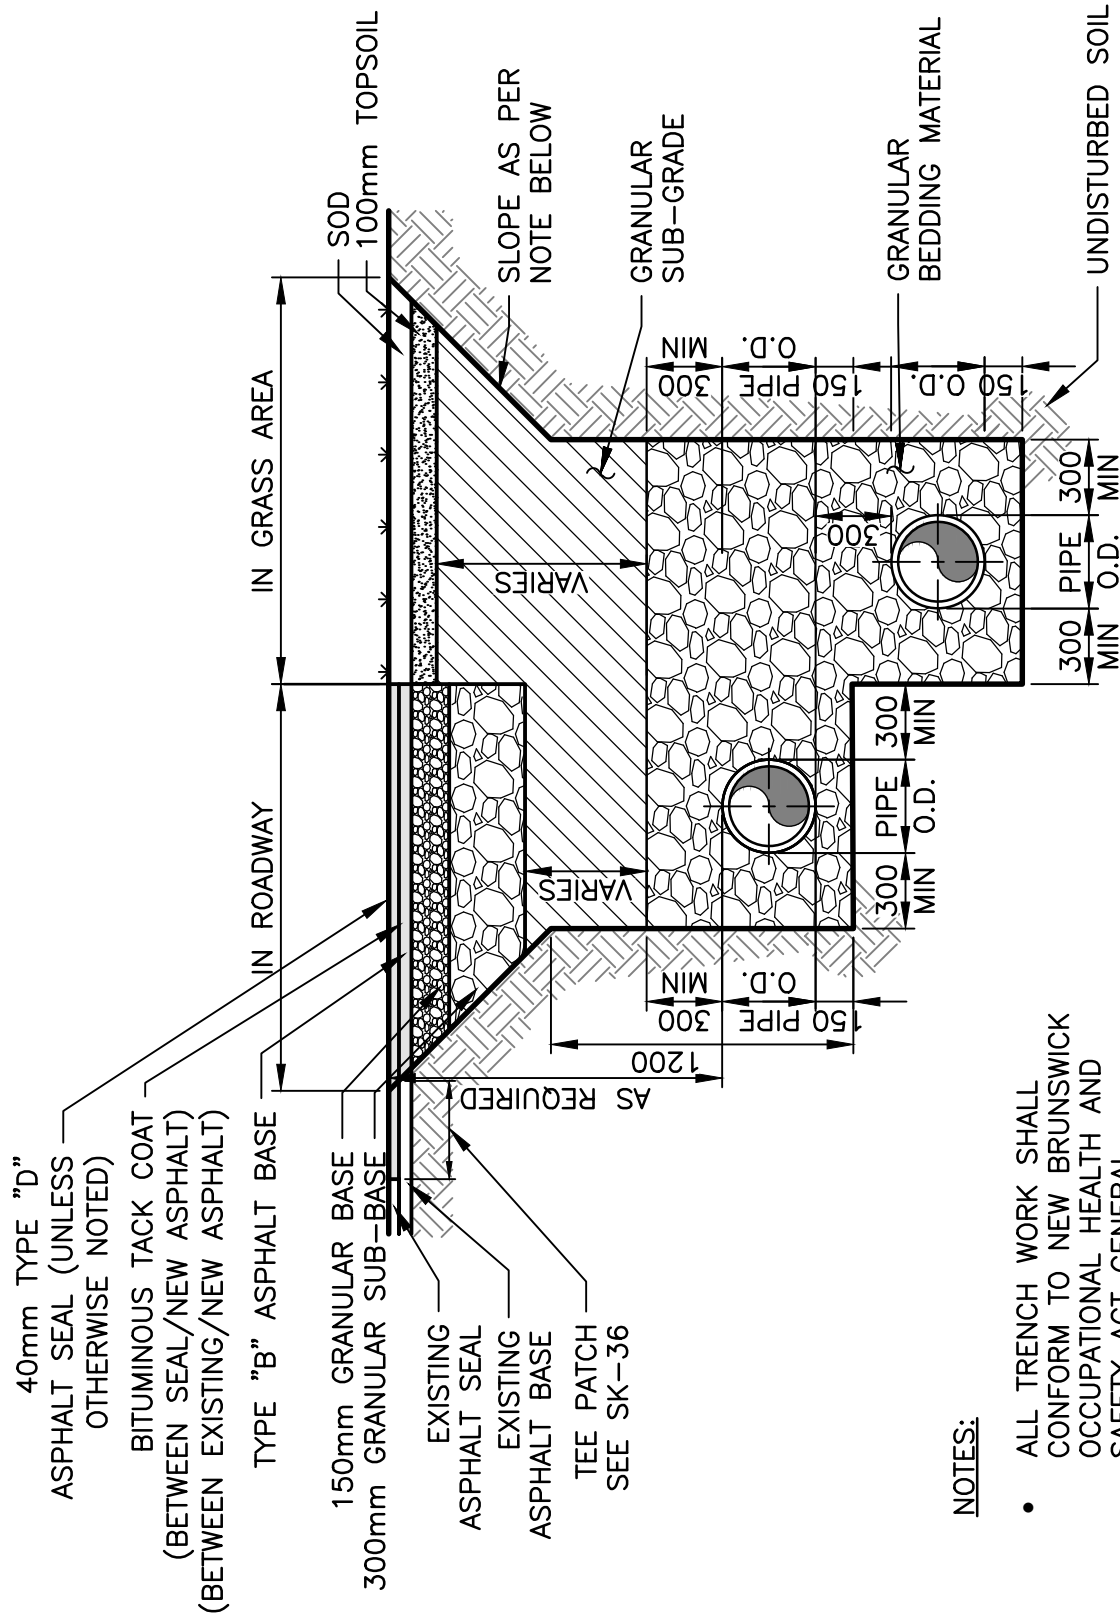 40mm TYPE "D"
ASPHALT SEAL (UNLESS
OTHERWISE NOTED)
BITUMINOUS TACK COAT
(BETWEEN SEAL/NEW ASPHALT)
(BETWEEN EXISTING/NEW ASPHALT)
TYPE "B" ASPHALT BASE
150mm GRANULAR BASE
300mm GRANULAR SUB-BASE
EXISTING
ASPHALT SEAL
EXISTING
ASPHALT BASE
TEE PATCH
SEE SK-36
IN ROADWAY
IN GRASS AREA
SOD
100mm TOPSOIL
SLOPE AS PER
NOTE BELOW
GRANULAR
SUB-GRADE
GRANULAR
BEDDING MATERIAL
UNDISTURBED SOIL
AS REQUIRED
1200
300
MIN
PIPE
O.D.
150
VARIES
VARIES
300
MIN
PIPE
O.D.
150
O.D.
150
300
300
MIN
PIPE
O.D.
300
MIN
300
MIN
PIPE
O.D.
300
MIN
NOTES:
• ALL TRENCH WORK SHALL
CONFORM TO NEW BRUNSWICK
OCCUPATIONAL HEALTH AND
SAFETY ACT GENERAL